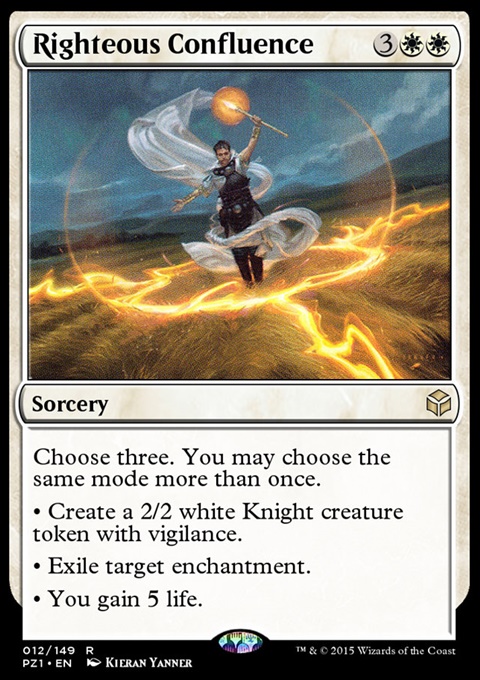 Righteous Confluence 3
Sorcery
Choose three. You may choose the
same mode more than once.
• Create a 2/2 white Knight creature
token with vigilance.
• Exile target enchantment.
• You gain 5 life.
012/149 R
PZ1 • EN KIERAN YANNER
™ & © 2015 Wizards of the Coast